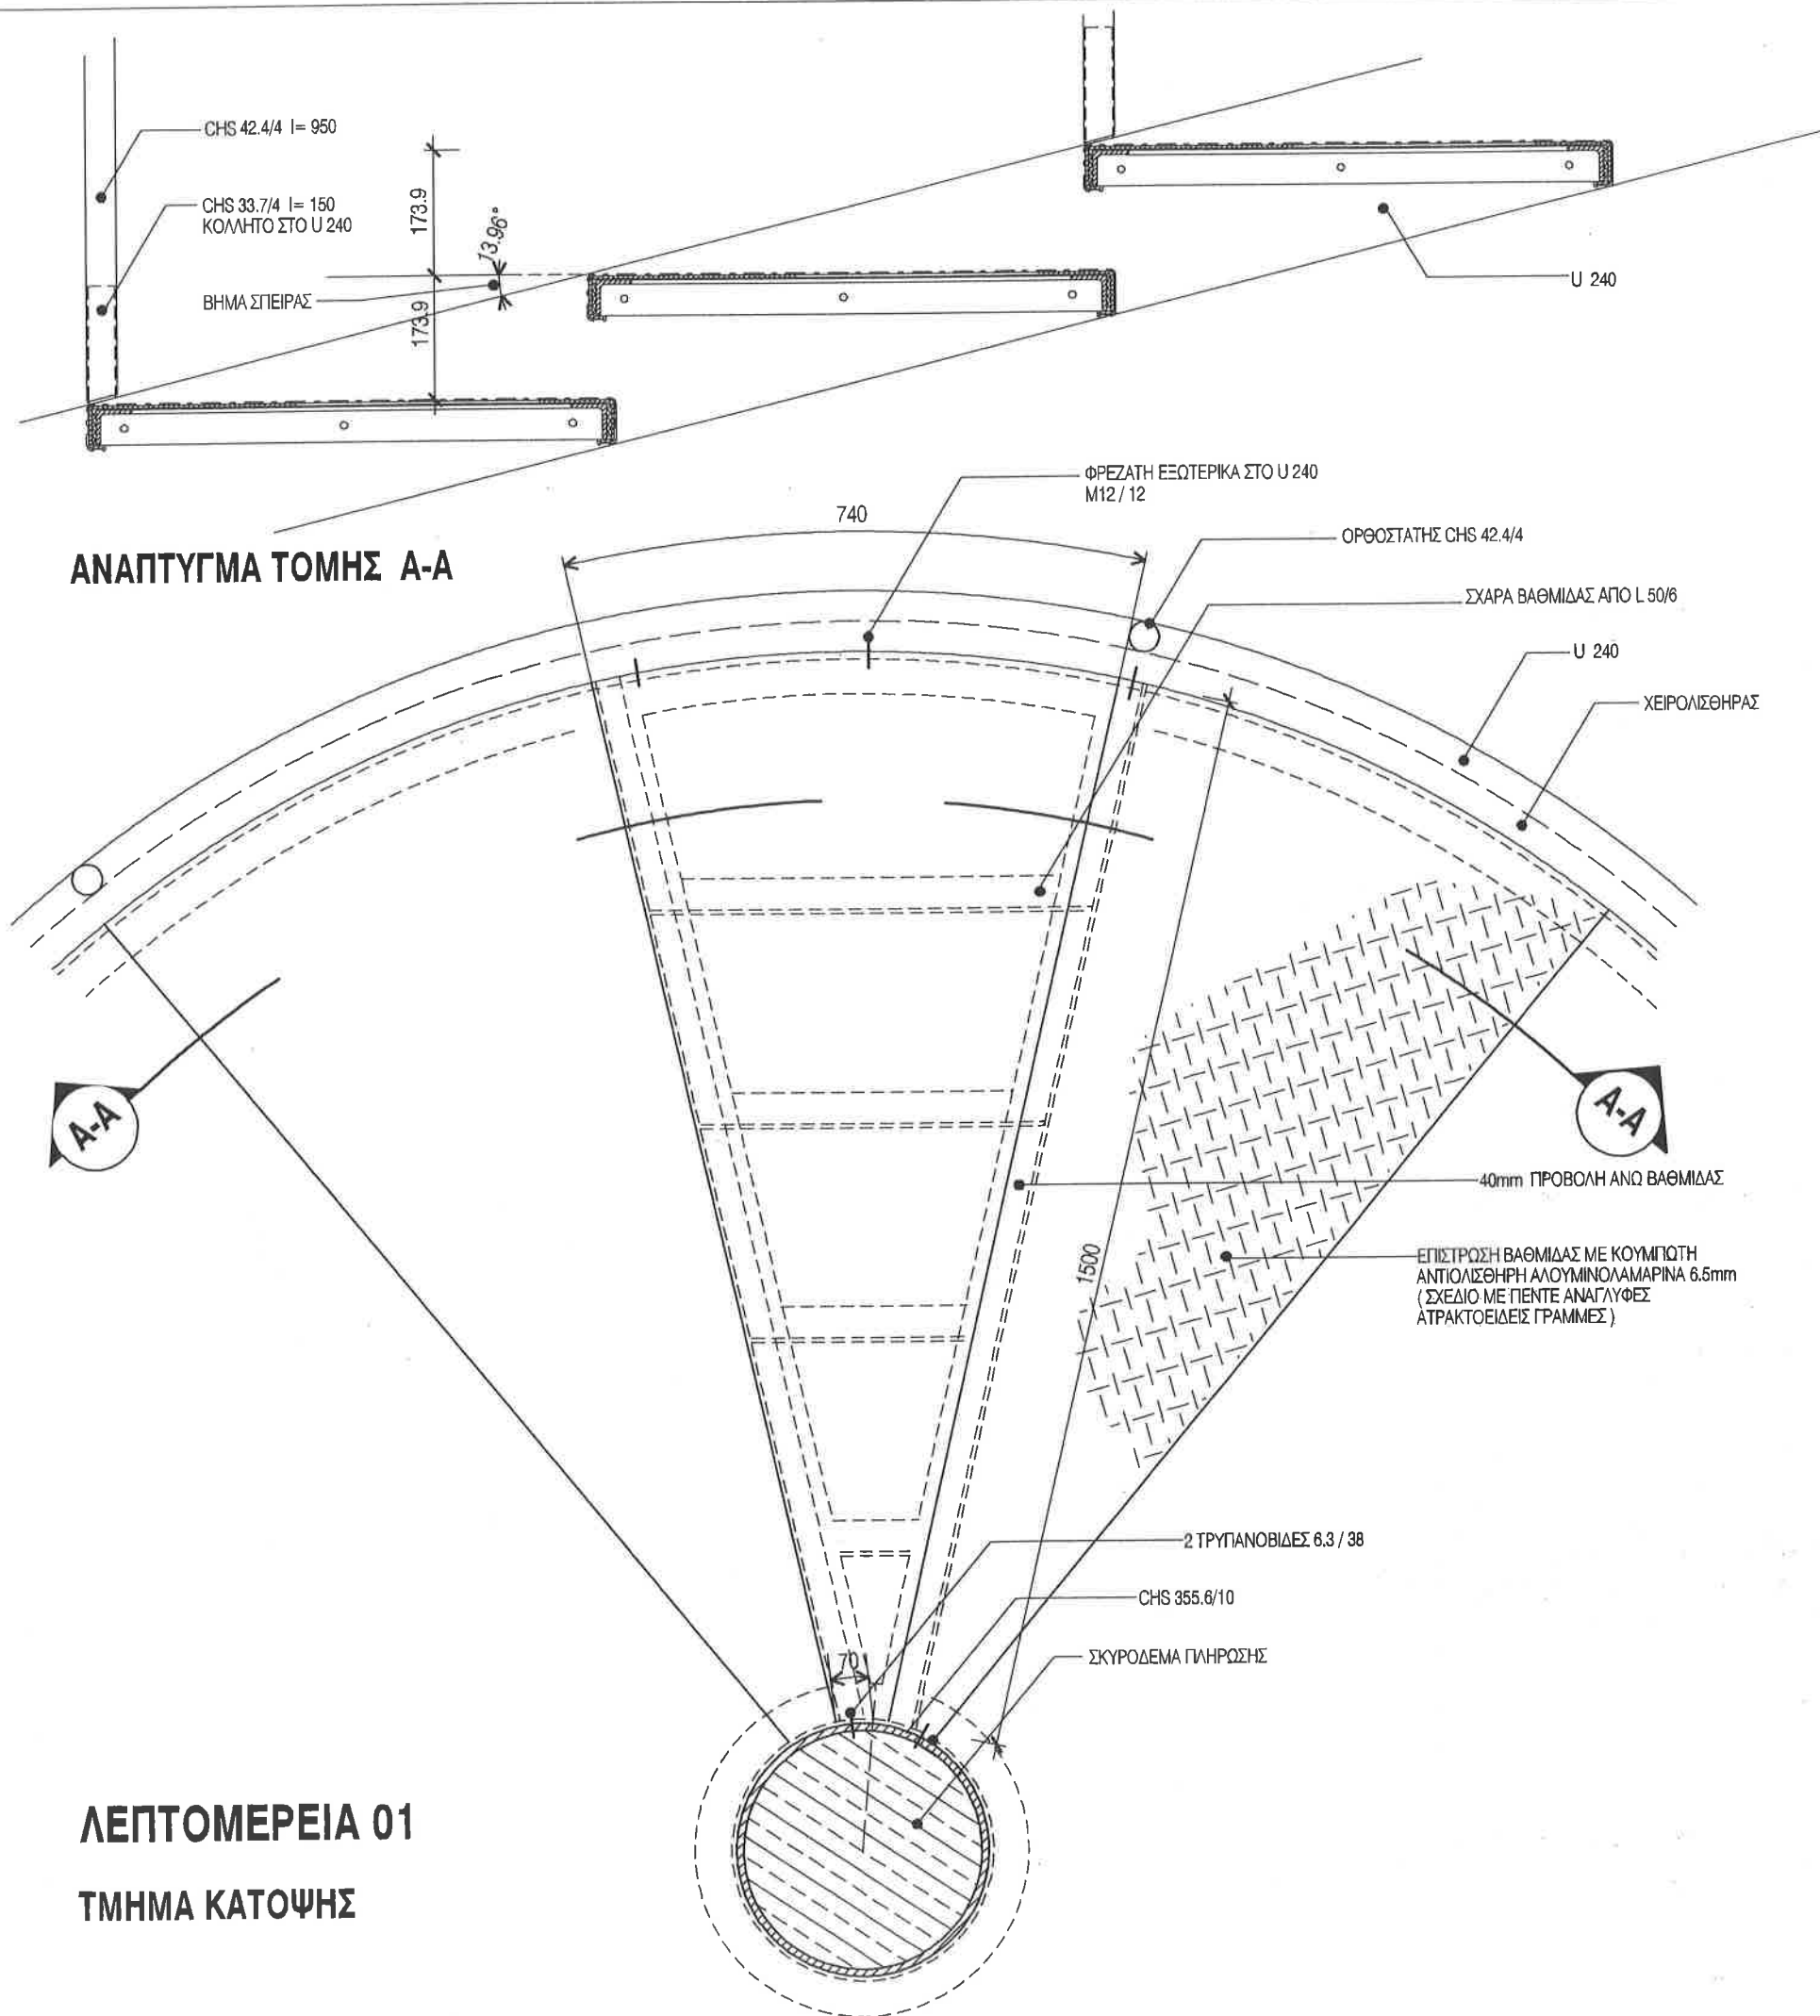 CHS 42.4/4 l= 950
CHS 33.7/4 l= 150
ΚΟΛΛΗΤΟ ΣΤΟ U 240
ΒΗΜΑ ΣΠΕΙΡΑΣ
173.9
173.9
13.96°
U 240
ΑΝΑΠΤΥΓΜΑ ΤΟΜΗΣ Α-Α
ΦΡΕΖΑΤΗ ΕΞΩΤΕΡΙΚΑ ΣΤΟ U 240
M12 / 12
740
ΟΡΘΟΣΤΑΤΗΣ CHS 42.4/4
ΣΧΑΡΑ ΒΑΘΜΙΔΑΣ ΑΠΟ L 50/6
U 240
ΧΕΙΡΟΛΙΣΘΗΡΑΣ
Α-Α
Α-Α
40mm ΠΡΟΒΟΛΗ ΑΝΩ ΒΑΘΜΙΔΑΣ
1500
ΕΠΙΣΤΡΩΣΗ ΒΑΘΜΙΔΑΣ ΜΕ ΚΟΥΜΠΩΤΗ
ΑΝΤΙΟΛΙΣΘΗΡΗ ΑΛΟΥΜΙΝΟΛΑΜΑΡΙΝΑ 6.5mm
( ΣΧΕΔΙΟ ΜΕ ΠΕΝΤΕ ΑΝΑΓΛΥΦΕΣ
ΑΤΡΑΚΤΟΕΙΔΕΙΣ ΓΡΑΜΜΕΣ )
2 ΤΡΥΠΑΝΟΒΙΔΕΣ 6.3 / 38
CHS 355.6/10
ΣΚΥΡΟΔΕΜΑ ΠΛΗΡΩΣΗΣ
70
ΛΕΠΤΟΜΕΡΕΙΑ 01
ΤΜΗΜΑ ΚΑΤΟΨΗΣ